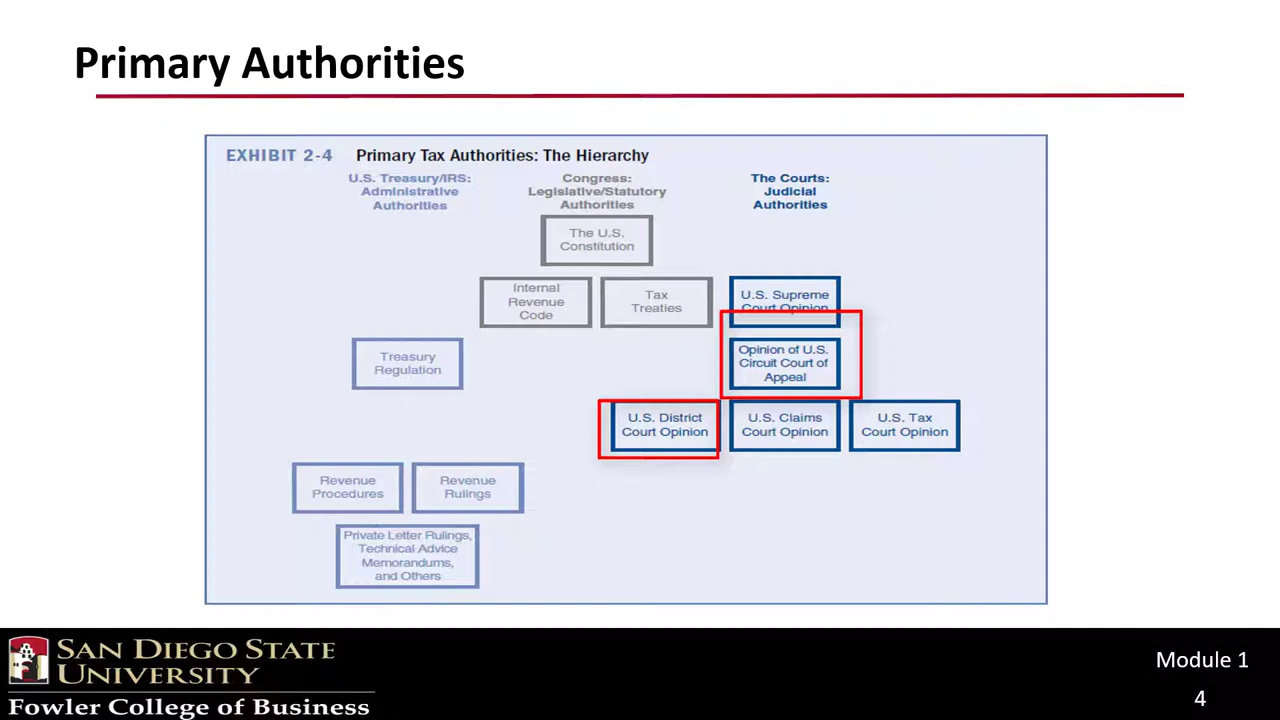 Primary Authorities
EXHIBIT 2-4 Primary Tax Authorities: The Hierarchy
U.S. Treasury/IRS:
Administrative
Authorities
Congress:
Legislative/Statutory
Authorities
The Courts:
Judicial
Authorities
The U.S.
Constitution
Internal
Revenue
Code
Tax
Treaties
U.S. Supreme
Court Opinion
Treasury
Regulation
Opinion of U.S.
Circuit Court of
Appeal
U.S. District
Court Opinion
U.S. Claims
Court Opinion
U.S. Tax
Court Opinion
Revenue
Procedures
Revenue
Rulings
Private Letter Rulings,
Technical Advice
Memorandums,
and Others
SAN DIEGO STATE
UNIVERSITY
Fowler College of Business
Module 1
4